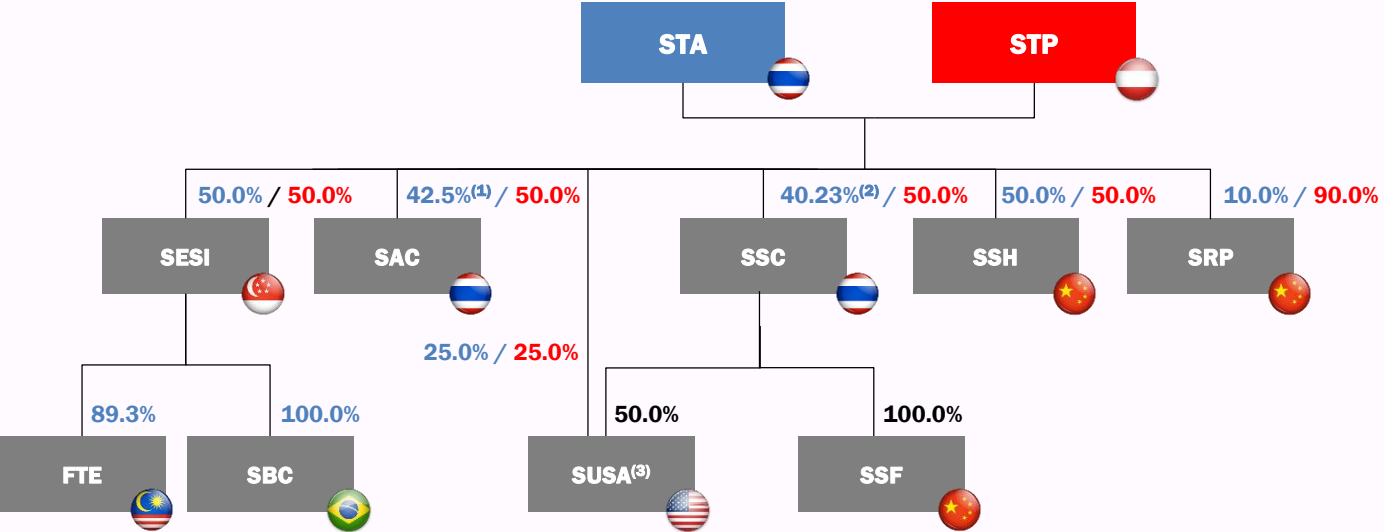 STA
STP
50.0% / 50.0%
42.5%(1) / 50.0%
40.23%(2) / 50.0%
50.0% / 50.0%
10.0% / 90.0%
SESI
SAC
SSC
SSH
SRP
25.0% / 25.0%
89.3%
100.0%
50.0%
100.0%
FTE
SBC
SUSA(3)
SSF